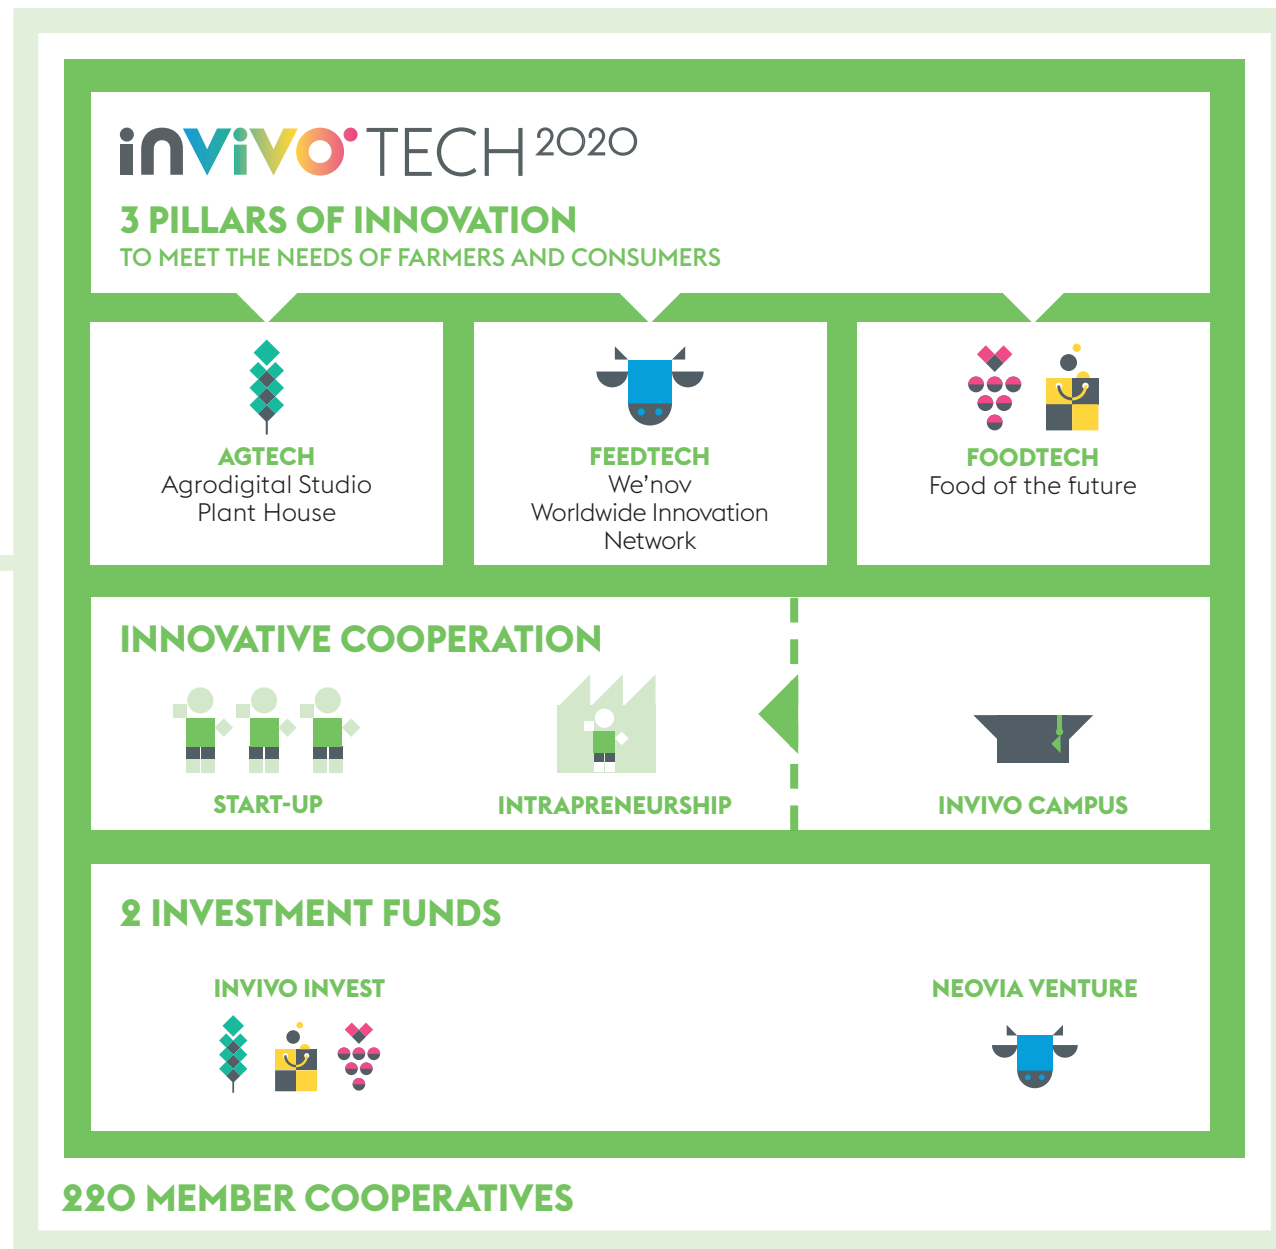 invivo TECH 2020
3 PILLARS OF INNOVATION
TO MEET THE NEEDS OF FARMERS AND CONSUMERS
AGTECH
Agrodigital Studio
Plant House
FEEDTECH
We'nov
Worldwide Innovation
Network
FOODTECH
Food of the future
INNOVATIVE COOPERATION
START-UP
INTRAPRENEURSHIP
INVIVO CAMPUS
2 INVESTMENT FUNDS
INVIVO INVEST
NEOVIA VENTURE
220 MEMBER COOPERATIVES